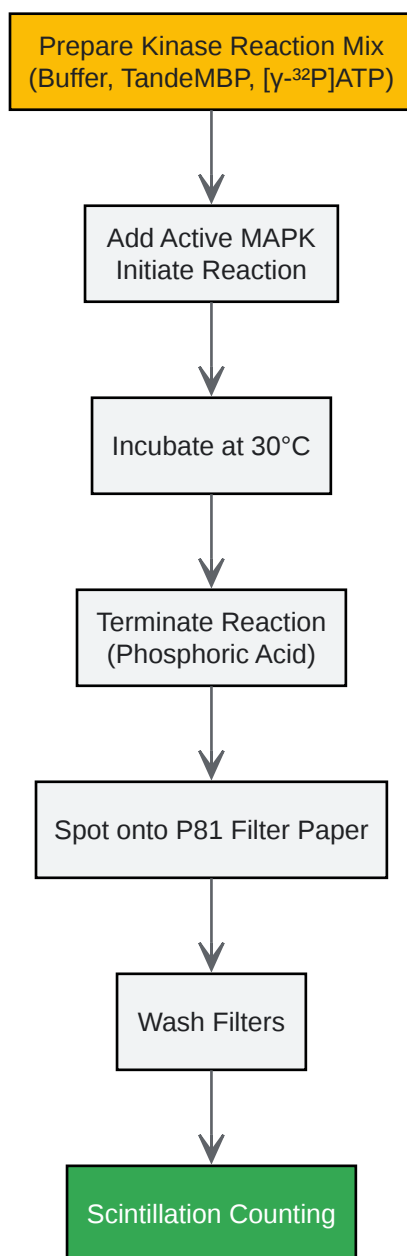 Prepare Kinase Reaction Mix
(Buffer, TandeMBP, [γ-³²P]ATP)
Add Active MAPK
Initiate Reaction
Incubate at 30°C
Terminate Reaction
(Phosphoric Acid)
Spot onto P81 Filter Paper
Wash Filters
Scintillation Counting